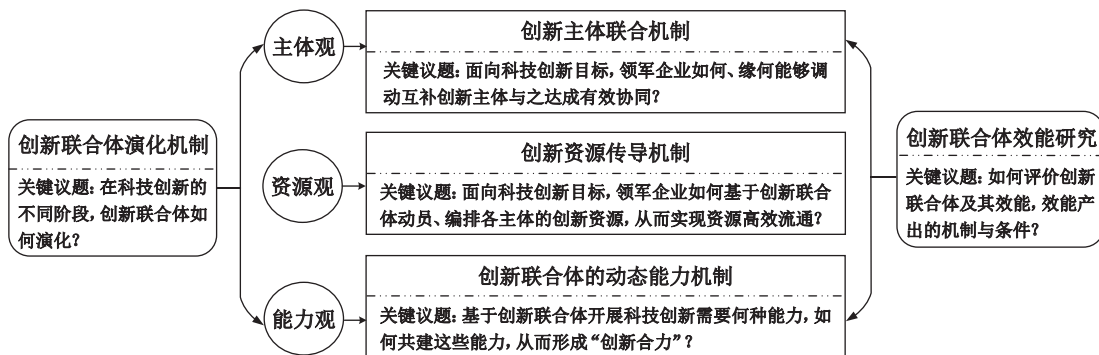 创新联合体演化机制
关键议题：在科技创新的
不同阶段，创新联合体如
何演化？
主体观
创新主体联合机制
关键议题：面向科技创新目标，领军企业如何、缘何能够调
动互补创新主体与之达成有效协同？
资源观
创新资源传导机制
关键议题：面向科技创新目标，领军企业如何基于创新联合
体动员、编排各主体的创新资源，从而实现资源高效流通？
能力观
创新联合体的动态能力机制
关键议题：基于创新联合体开展科技创新需要何种能力，如
何共建这些能力，从而形成“创新合力”？
创新联合体效能研究
关键议题：如何评价创新
联合体及其效能，效能产
出的机制与条件？